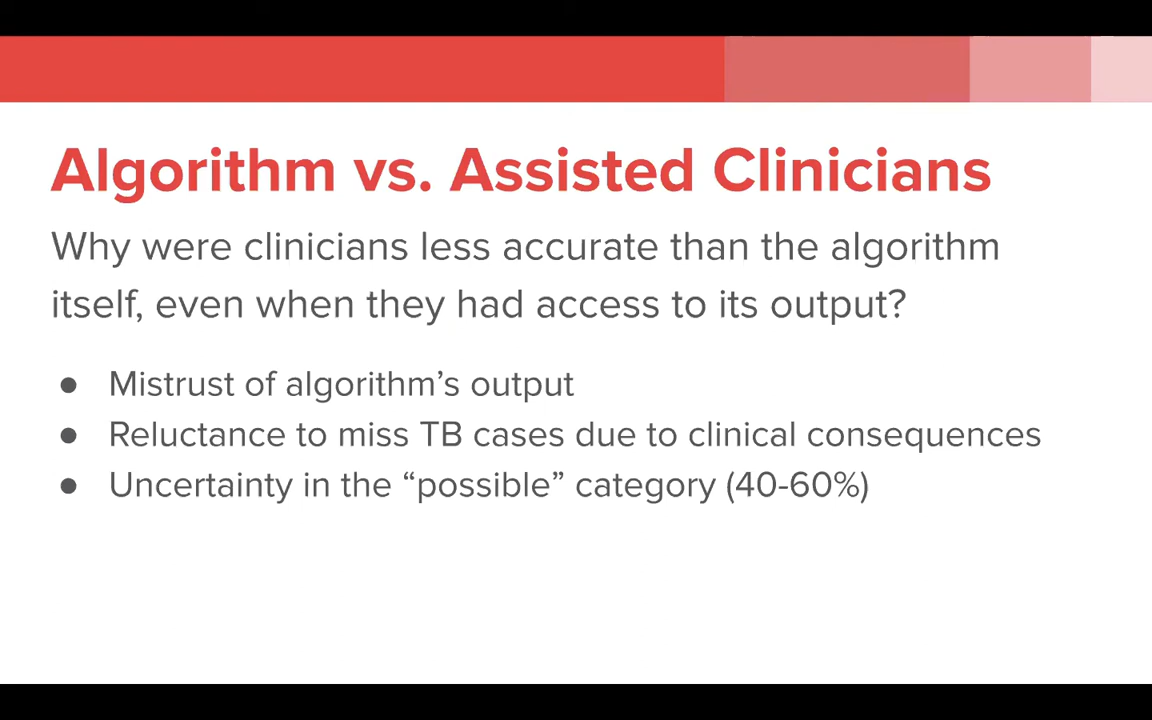 Algorithm vs. Assisted Clinicians
Why were clinicians less accurate than the algorithm
itself, even when they had access to its output?
● Mistrust of algorithm’s output
● Reluctance to miss TB cases due to clinical consequences
● Uncertainty in the “possible” category (40-60%)